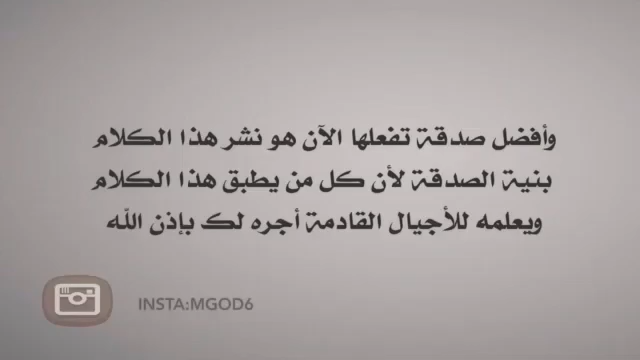 وأفضل صدقة تفعلها الآن هو نشر هذا الكلام
بنية الصدقة لأن كل من يطبق هذا الكلام
ويعلمه للأجيال القادمة أجره لك بإذن الله
INSTA:MGOD6